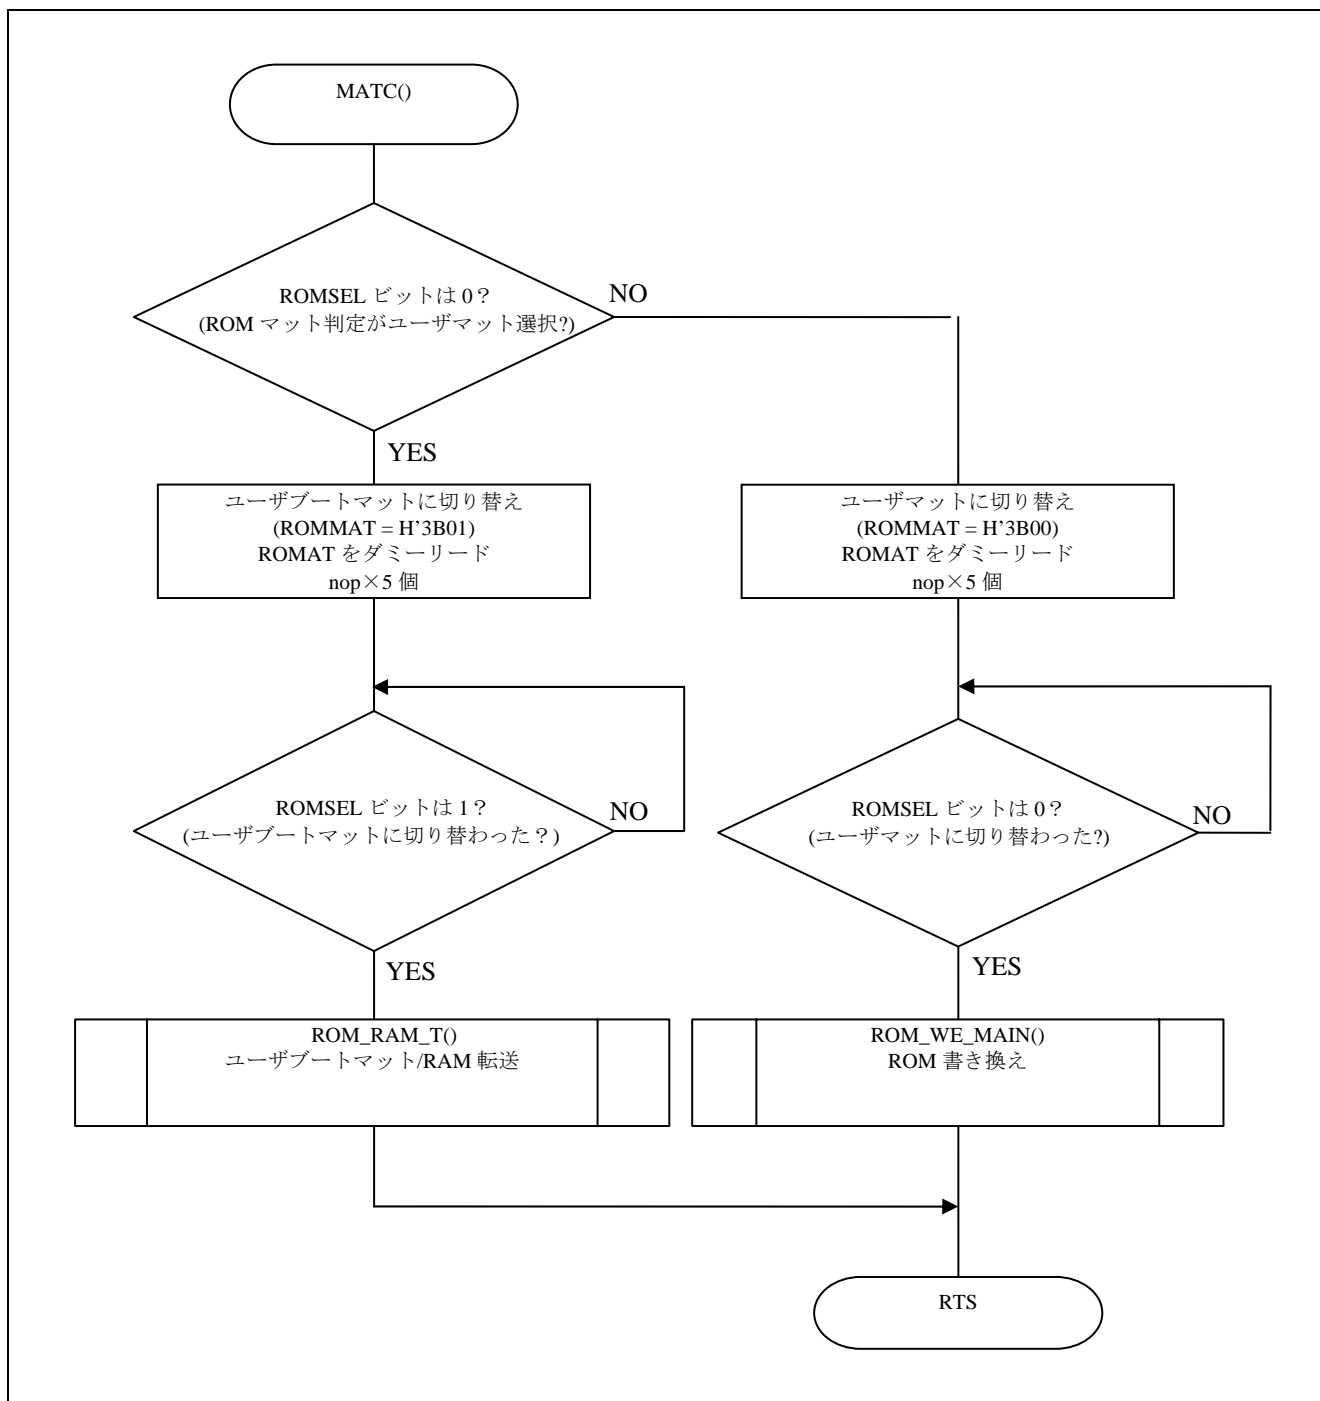 MATC()
ROMSEL ビットは 0？
(ROM マット判定がユーザマット選択?)
NO
YES
ユーザブートマットに切り替え
(ROMMAT = H’3B01)
ROMAT をダミーリード
nop×5 個
ユーザマットに切り替え
(ROMMAT = H’3B00)
ROMAT をダミーリード
nop×5 個
ROMSEL ビットは 1？
(ユーザブートマットに切り替わった？)
NO
YES
ROMSEL ビットは 0？
(ユーザマットに切り替わった?)
NO
YES
ROM_RAM_T()
ユーザブートマット/RAM 転送
ROM_WE_MAIN()
ROM 書き換え
RTS